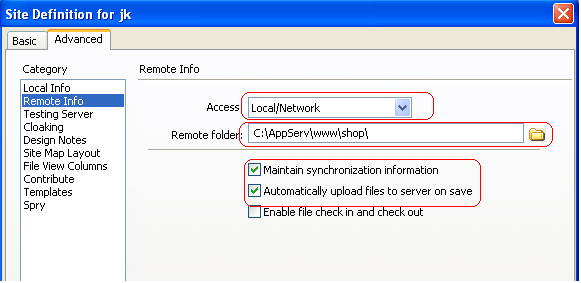 Site Definition for jk
Basic
Advanced
Category
Local Info
Remote Info
Testing Server
Cloaking
Design Notes
Site Map Layout
File View Columns
Contribute
Templates
Spry
Remote Info
Access
Local/Network
Remote folder:
C:\AppServ\www\shop\
Maintain synchronization information
Automatically upload files to server on save
Enable file check in and check out